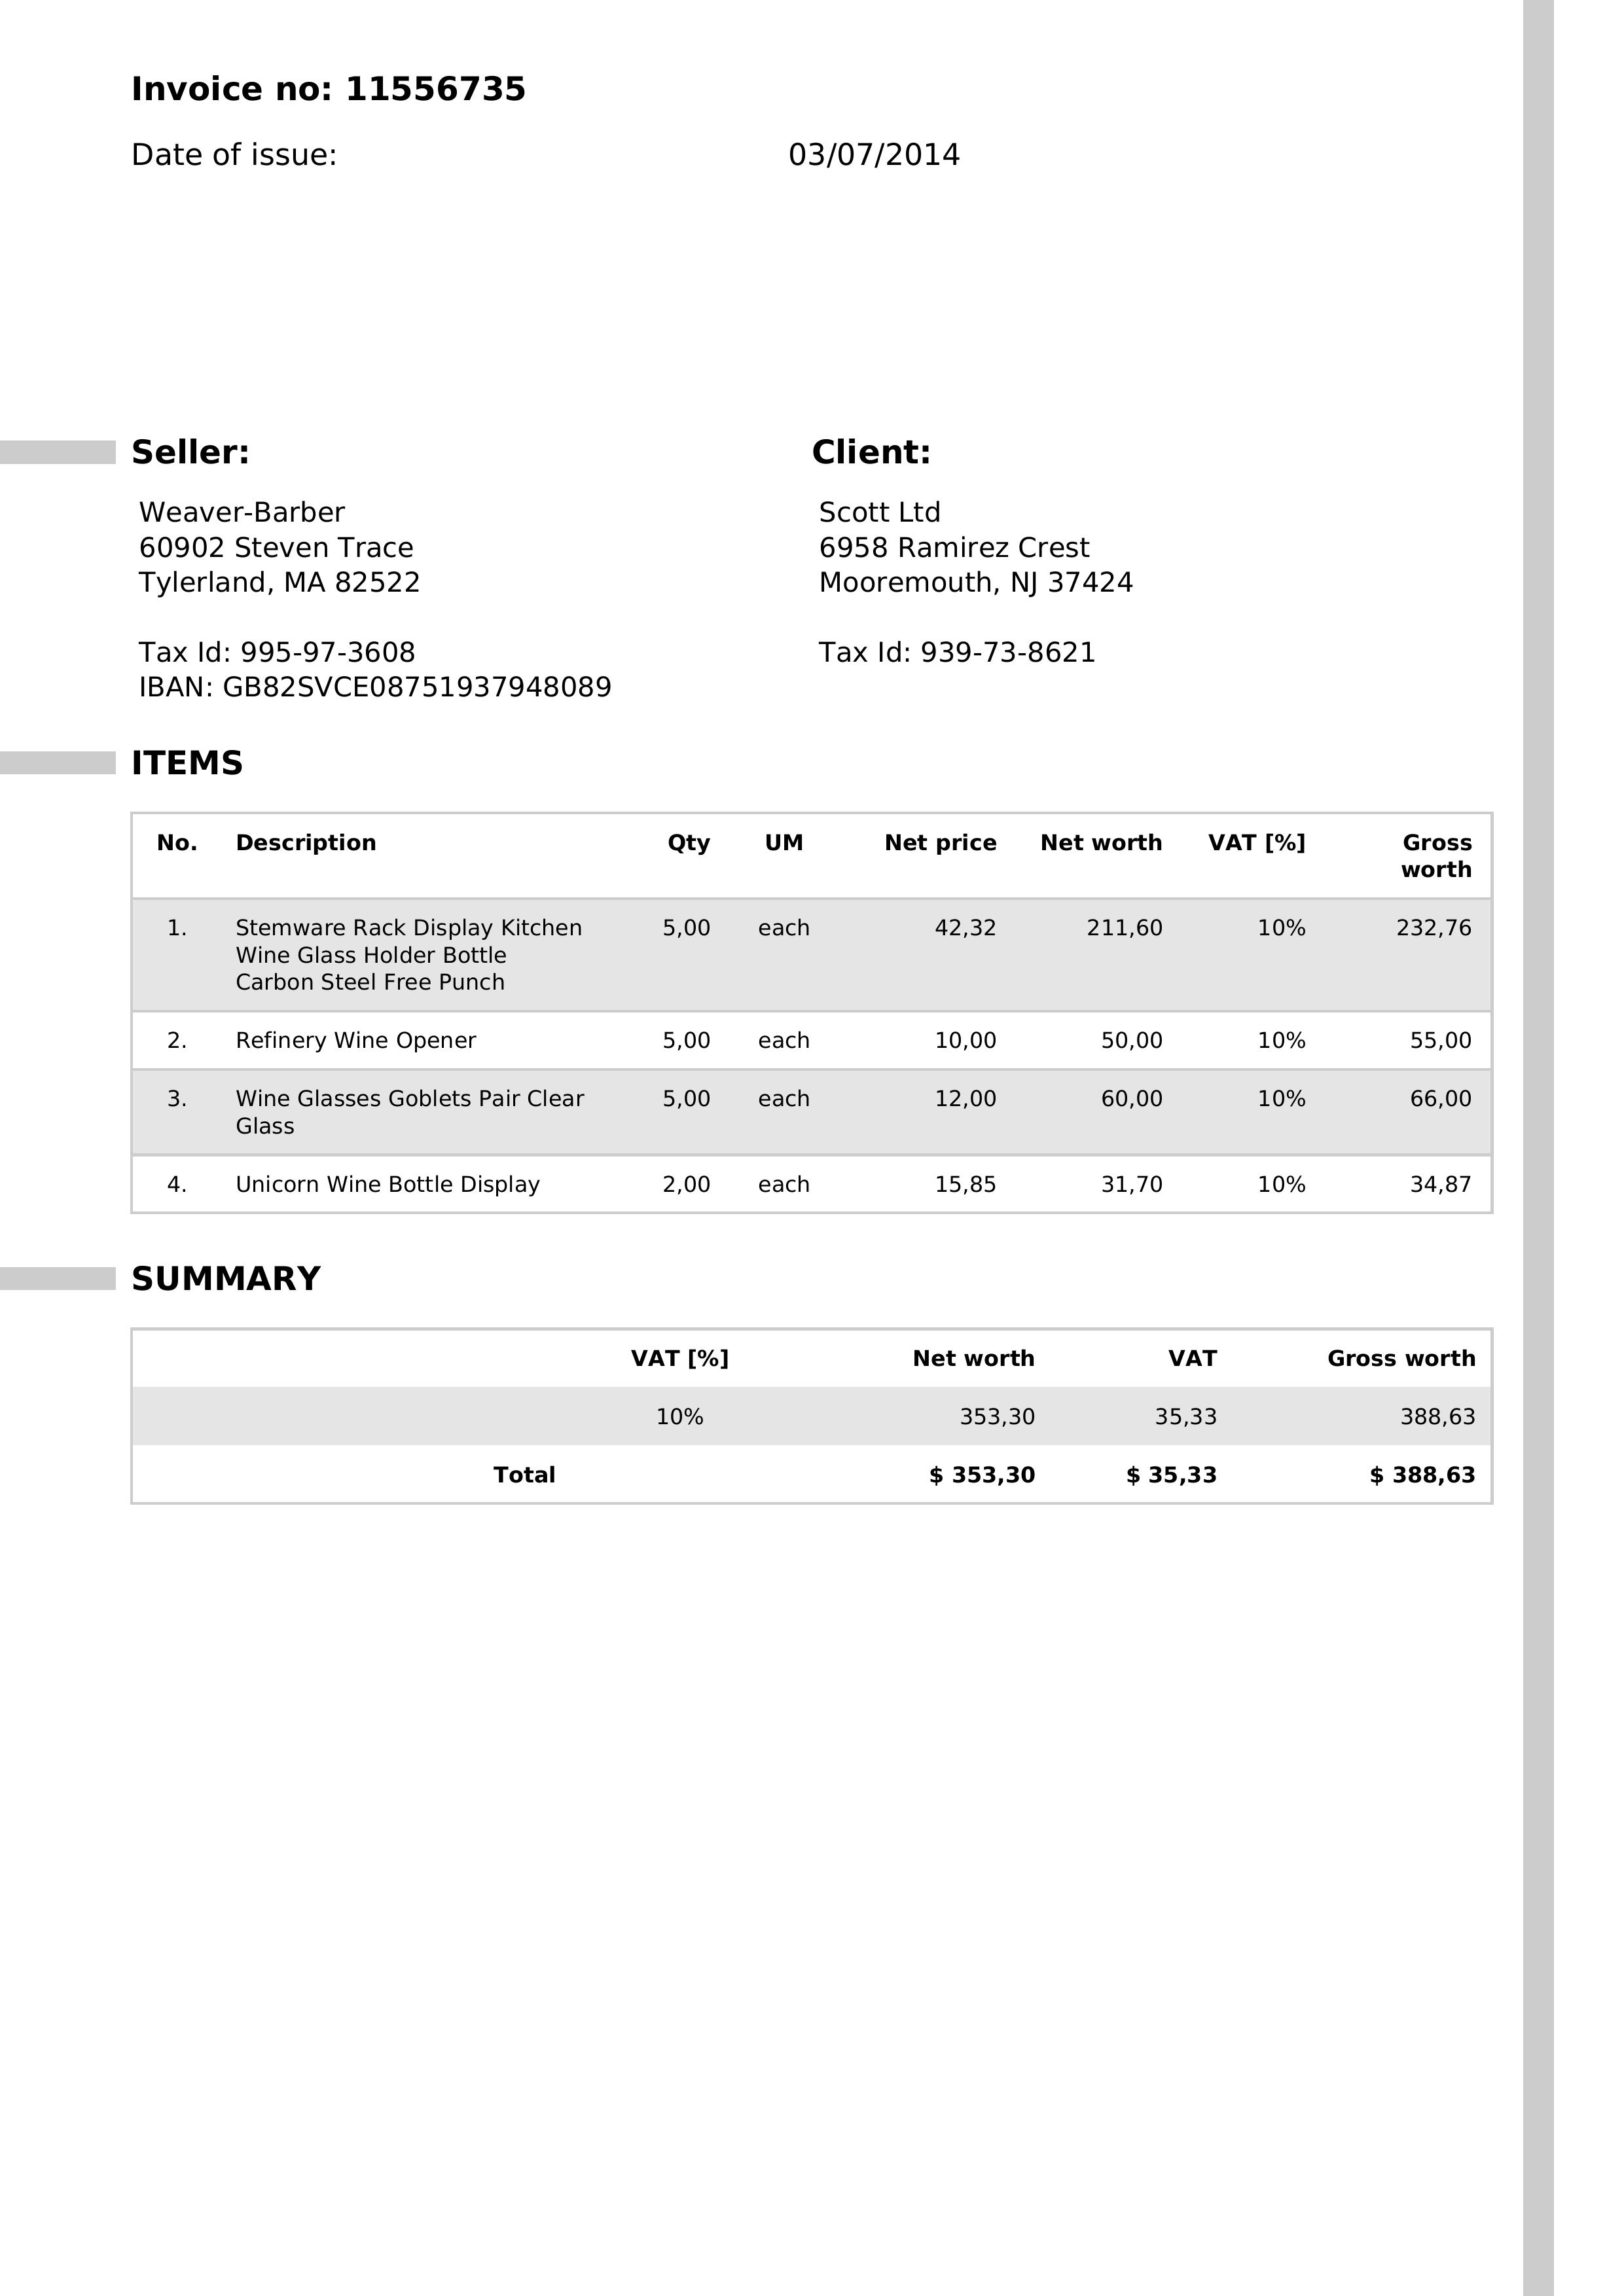 Invoice no: 11556735
Date of issue: 03/07/2014
Seller:
Weaver-Barber
60902 Steven Trace
Tylerland, MA 82522
Tax Id: 995-97-3608
IBAN: GB82SVCE08751937948089
Client:
Scott Ltd
6958 Ramirez Crest
Mooremouth, NJ 37424
Tax Id: 939-73-8621
ITEMS
No. Description Qty UM Net price Net worth VAT [%] Gross
worth
1. Stemware Rack Display Kitchen 5,00 each 42,32 211,60 10% 232,76
Wine Glass Holder Bottle
Carbon Steel Free Punch
2. Refinery Wine Opener 5,00 each 10,00 50,00 10% 55,00
3. Wine Glasses Goblets Pair Clear 5,00 each 12,00 60,00 10% 66,00
Glass
4. Unicorn Wine Bottle Display 2,00 each 15,85 31,70 10% 34,87
SUMMARY
VAT [%] Net worth VAT Gross worth
10% 353,30 35,33 388,63
Total $ 353,30 $ 35,33 $ 388,63